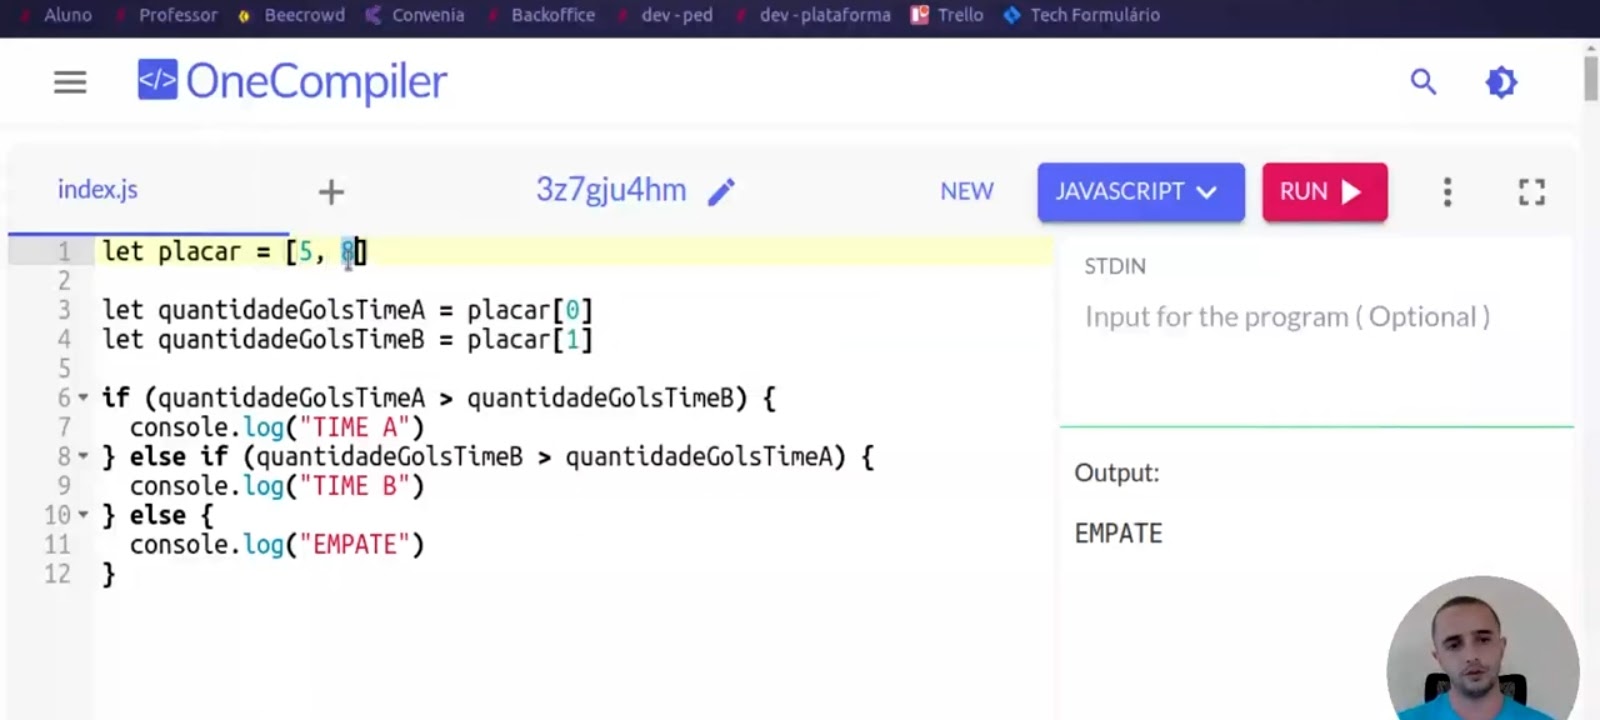 Aluno Professor Beecrowd Convenia Backoffice dev - ped dev - plataforma Trello Tech Formulário
</> OneCompiler
index.js + 3z7gju4hm NEW JAVASCRIPT RUN
1 let placar = [5, 8]
2
3 let quantidadeGolsTimeA = placar[0]
4 let quantidadeGolsTimeB = placar[1]
5
6 if (quantidadeGolsTimeA > quantidadeGolsTimeB) {
7 console.log("TIME A")
8 } else if (quantidadeGolsTimeB > quantidadeGolsTimeA) {
9 console.log("TIME B")
10 } else {
11 console.log("EMPATE")
12 }
STDIN
Input for the program ( Optional )
Output:
EMPATE